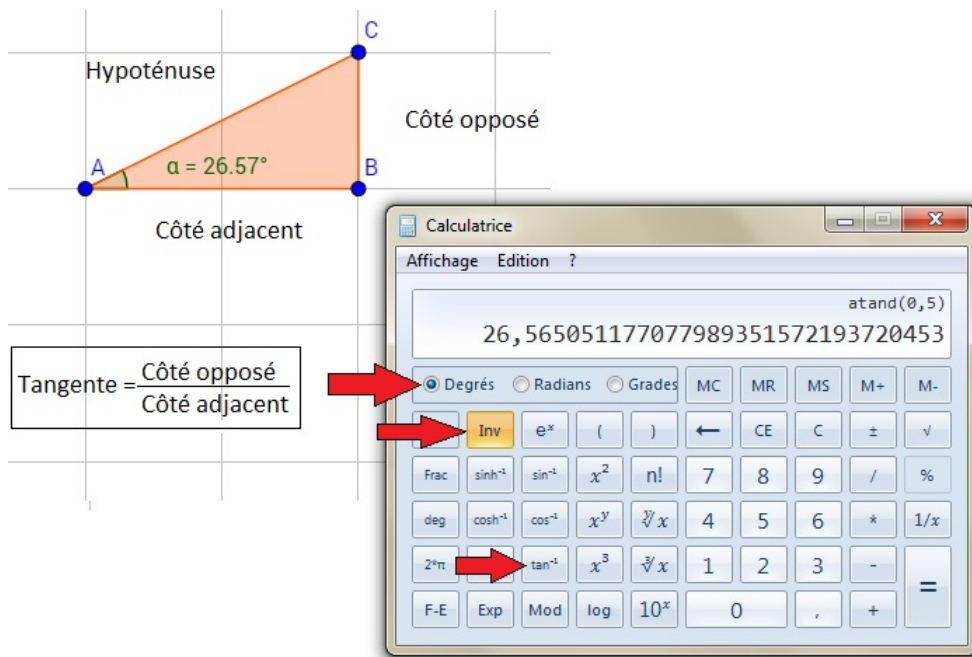 C
Hypoténuse
Côté opposé
A
α = 26.57°
B
Côté adjacent
Tangente = Côté opposé
Côté adjacent
Calculatrice
Affichage Edition ?
atand(0,5)
26,565051177077989351572193720453
Degrés Radians Grades MC MR MS M+ M-
Inv eˣ ( ) ← CE C ± √
Frac sinh⁻¹ sin⁻¹ x² n! 7 8 9 / %
deg cosh⁻¹ cos⁻¹ xʸ ʸ√x 4 5 6 * 1/x
2*π tan⁻¹ x³ ³√x 1 2 3 - =
F-E Exp Mod log 10ˣ 0 , +